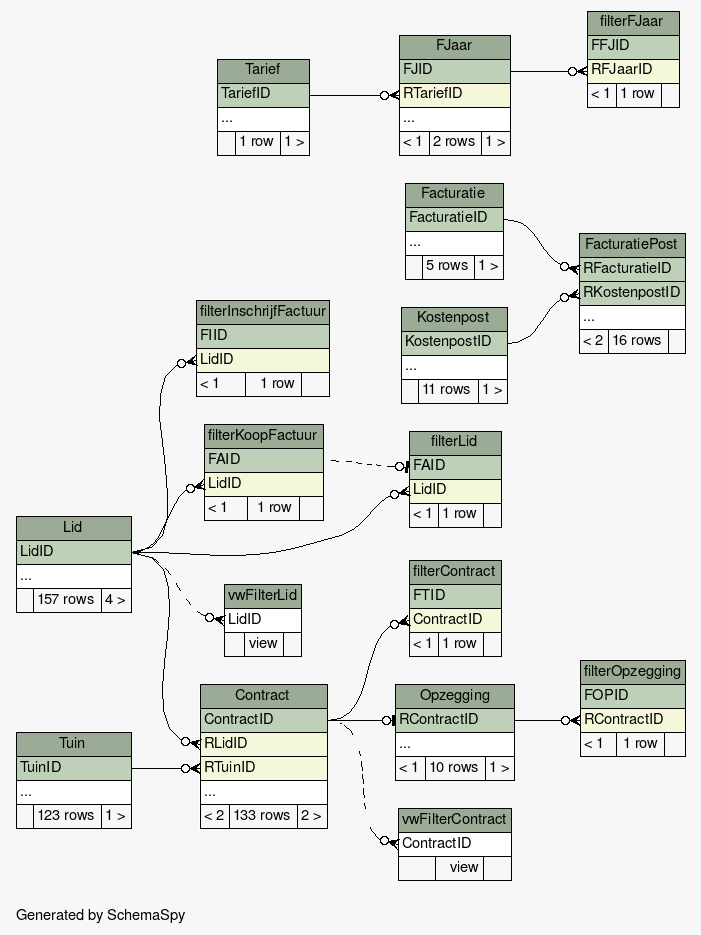 filterFJaar
FFJID
RFJaarID
< 1 1 row
FJaar
FJID
RTariefID
...
< 1 2 rows 1 >
Tarief
TariefID
...
1 row 1 >
Facturatie
FacturatieID
...
5 rows 1 >
FacturatiePost
RFacturatieID
RKostenpostID
...
< 2 16 rows
Kostenpost
KostenpostID
...
11 rows 1 >
filterInschrijfFactuur
FIID
LidID
< 1 1 row
filterKoopFactuur
FAID
LidID
< 1 1 row
filterLid
FAID
LidID
< 1 1 row
Lid
LidID
...
157 rows 4 >
vwFilterLid
LidID
view
filterContract
FTID
ContractID
< 1 1 row
Contract
ContractID
RLidID
RTuinID
...
< 2 133 rows 2 >
Opzegging
RContractID
...
< 1 10 rows 1 >
filterOpzegging
FOPID
RContractID
< 1 1 row
Tuin
TuinID
...
123 rows 1 >
vwFilterContract
ContractID
view
Generated by SchemaSpy